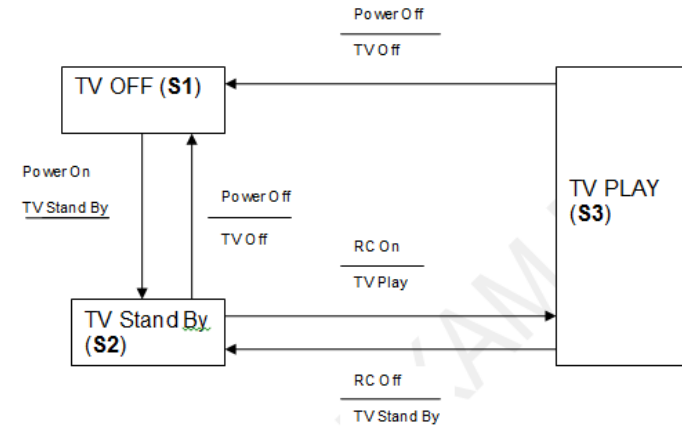 Power Off
TV Off
TV OFF (S1)
Power On
TV Stand By
Power Off
TV Off
TV PLAY
(S3)
RC On
TV Play
TV Stand By
(S2)
RC Off
TV Stand By